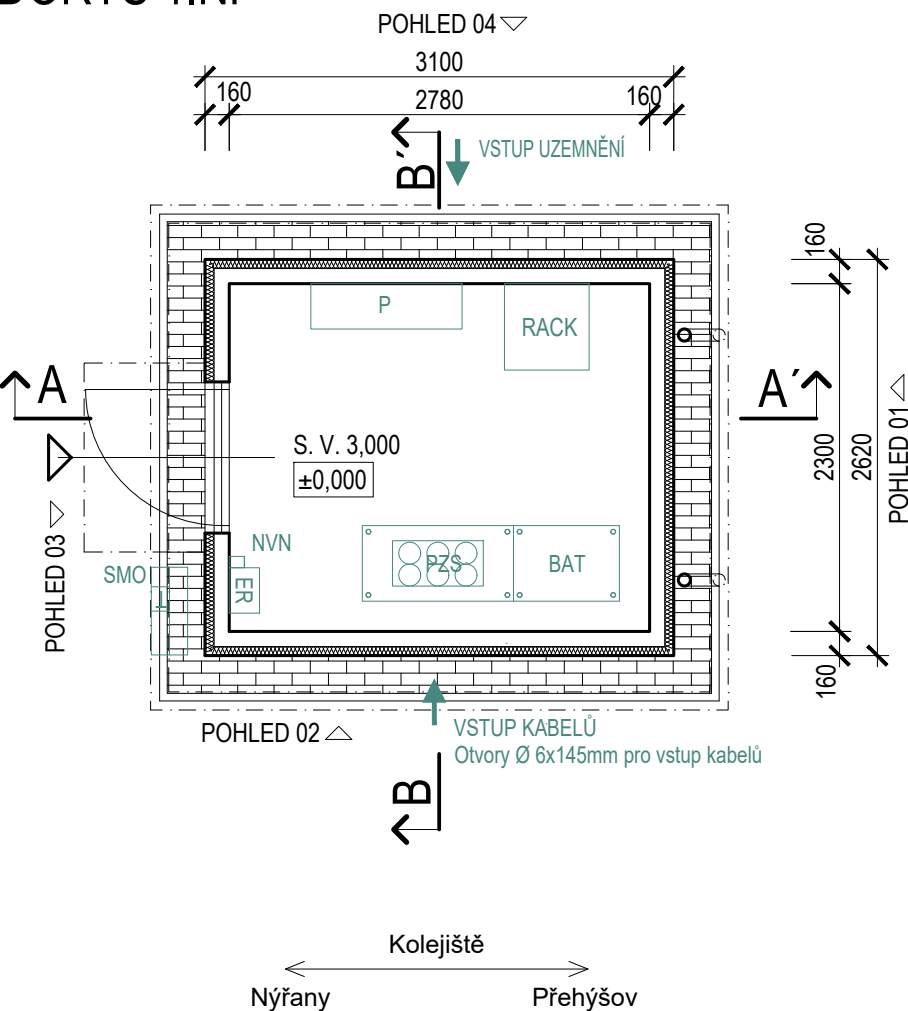 POHLED 04
3100
160
2780
160
B´
VSTUP UZEMNĚNÍ
160
P
RACK
A
A´
S. V. 3,000
±0,000
2300
2620
POHLED 01
POHLED 03
NVN
SMO
T
ER
PZS
BAT
160
POHLED 02
VSTUP KABELŮ
Otvory Ø 6x145mm pro vstup kabelů
B
Kolejiště
Nýřany
Přehýšov